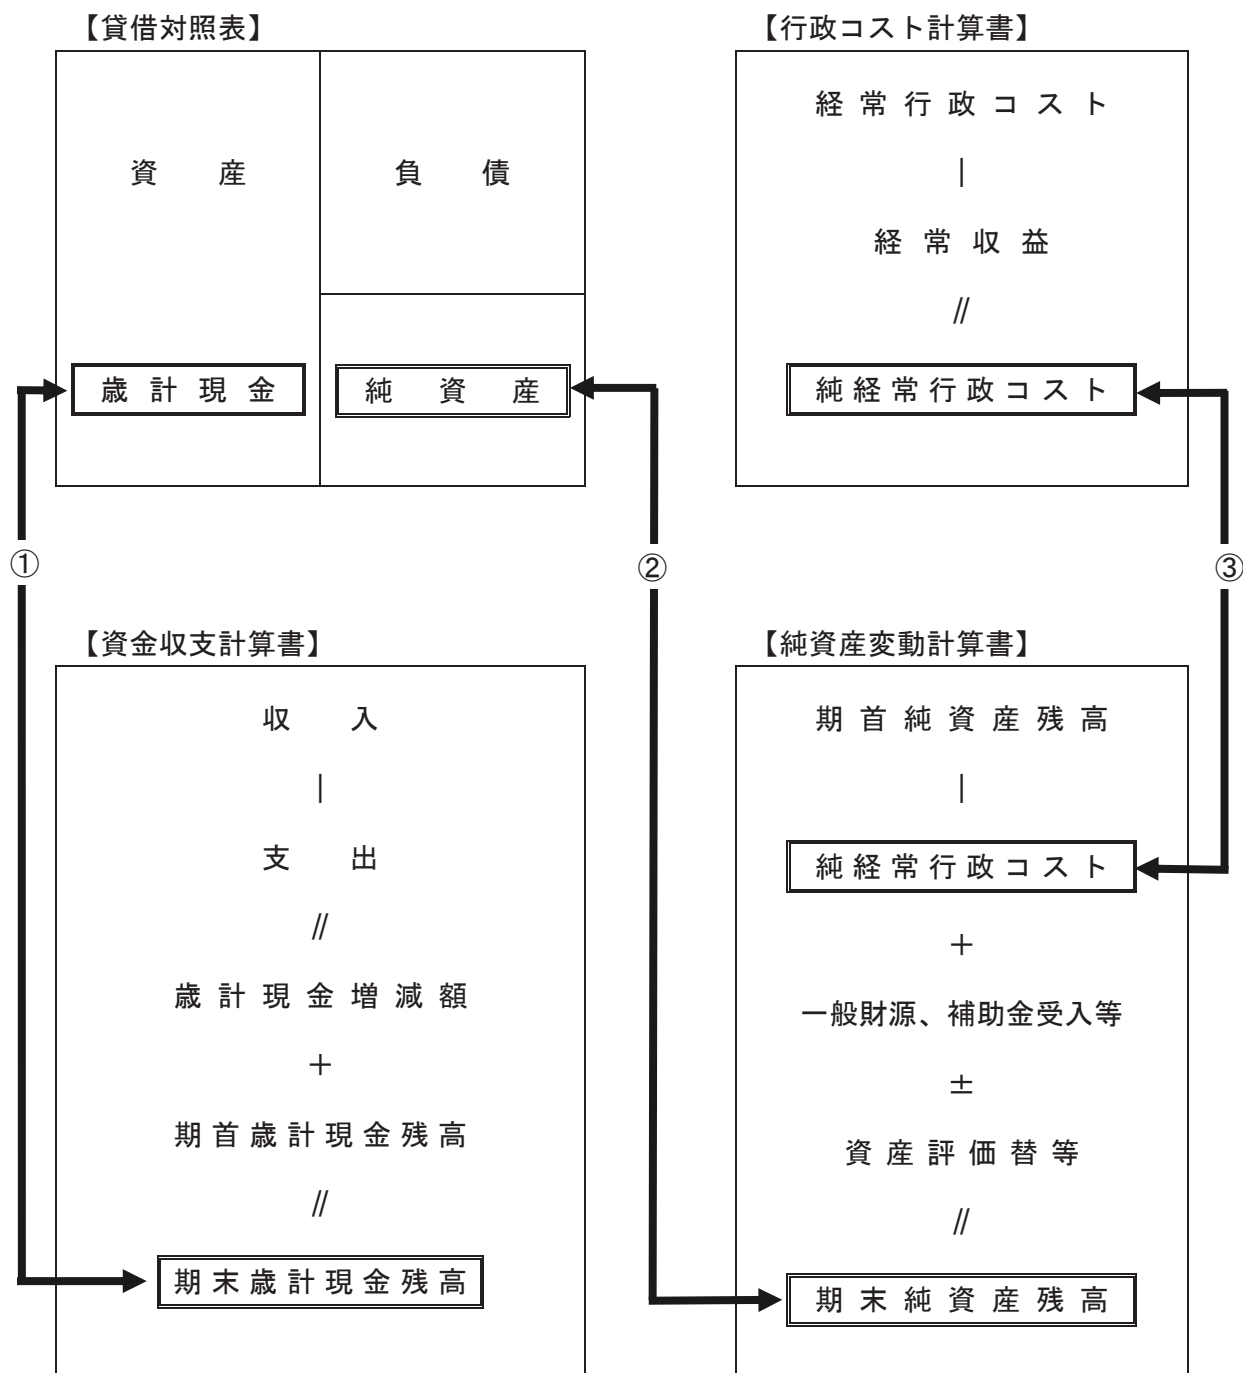 【貸借対照表】
資産
負債
歳計現金
純資産
【行政コスト計算書】
経常行政コスト
|
経常収益
//
純経常行政コスト
①
②
③
【資金収支計算書】
収入
|
支出
//
歳計現金増減額
＋
期首歳計現金残高
//
期末歳計現金残高
【純資産変動計算書】
期首純資産残高
|
純経常行政コスト
＋
一般財源、補助金受入等
±
資産評価替等
//
期末純資産残高